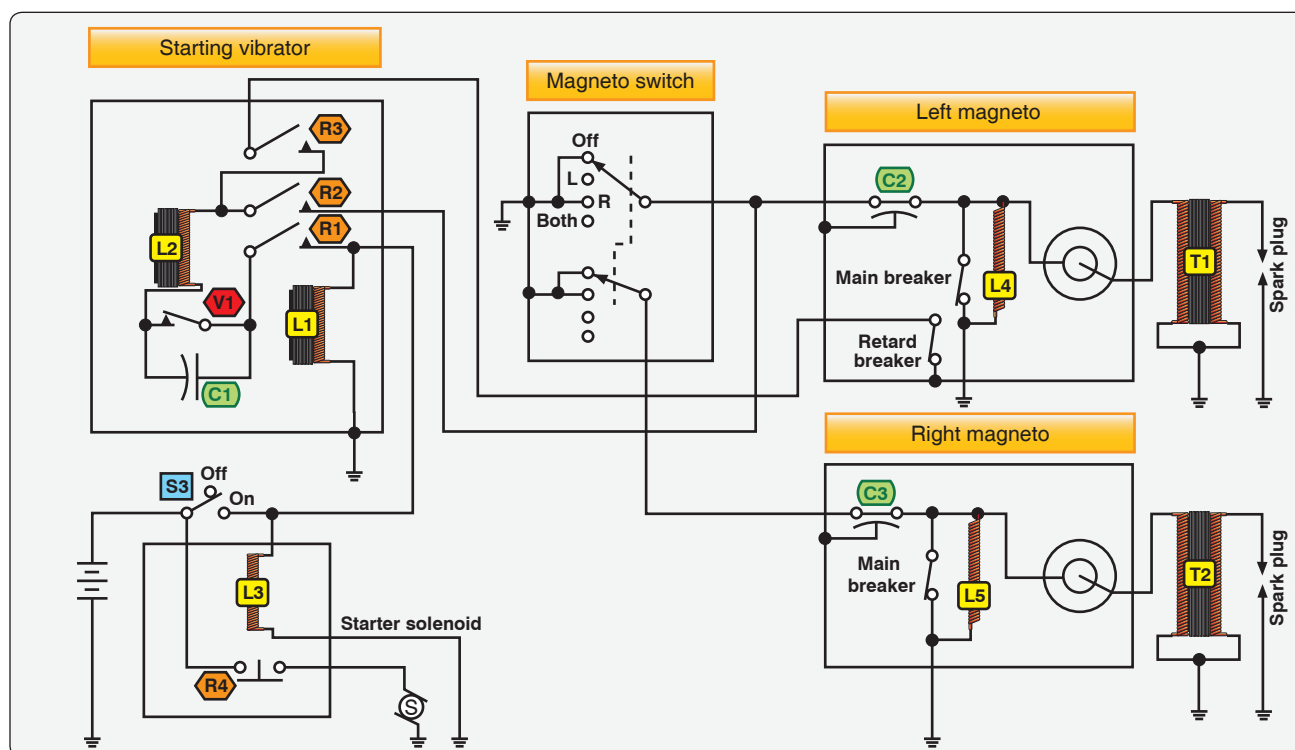 Starting vibrator
Magneto switch
Left magneto
R3
R2
R1
L2
V1
L1
C1
Off
L
R
Both
C2
Main breaker
L4
Retard
breaker
T1
Spark plug
Right magneto
S3
Off
On
L3
Starter solenoid
R4
S
C3
Main
breaker
L5
T2
Spark plug